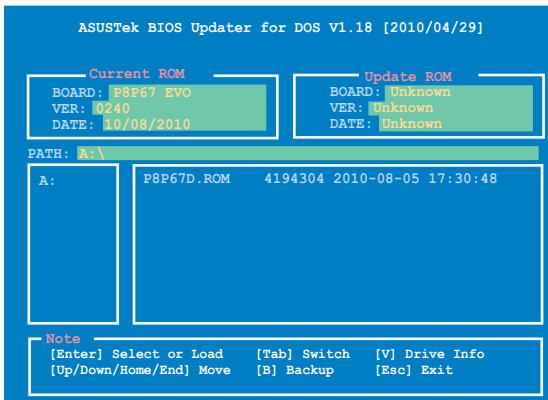 ASUSTek BIOS Updater for DOS V1.18 [2010/04/29]
Current ROM
BOARD: P8P67 EVO
VER: 0240
DATE: 10/08/2010
Update ROM
BOARD: Unknown
VER: Unknown
DATE: Unknown
PATH: A:\
A:
P8P67D.ROM 4194304 2010-08-05 17:30:48
Note
[Enter] Select or Load [Tab] Switch [V] Drive Info
[Up/Down/Home/End] Move [B] Backup [Esc] Exit